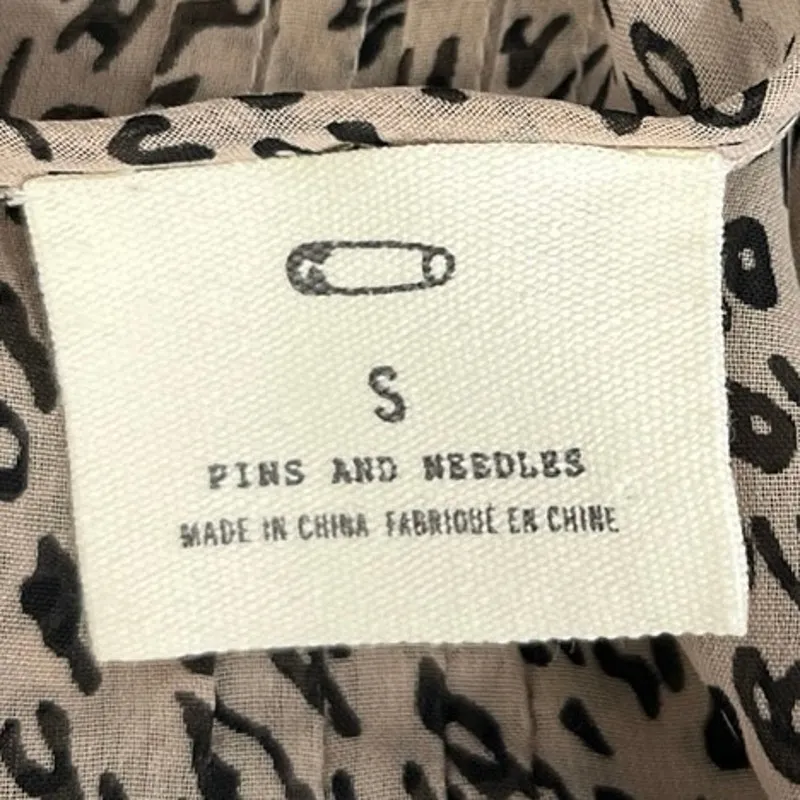 S
PINS AND NEEDLES
MADE IN CHINA FABRIQUÉ EN CHINE